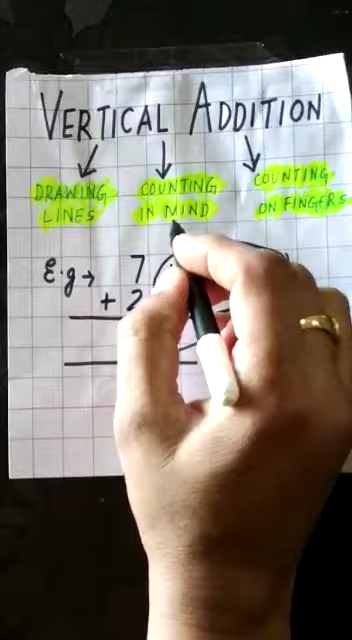 VERTICAL ADDITION
DRAWING
LINES
COUNTING
IN MIND
COUNTING
ON FINGERS
E.g → 7
+ 2